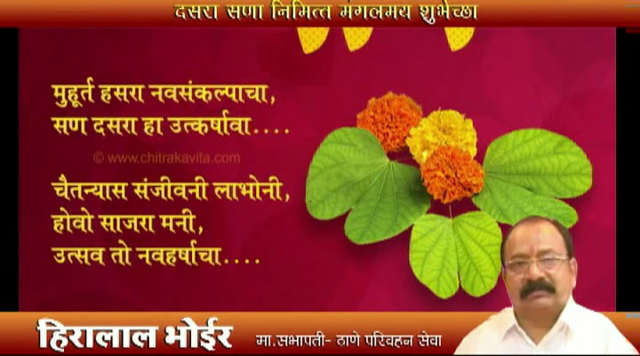 दसरा सणा निमित्त मंगलमय शुभेच्छा
मुहूर्त हसरा नवसंकल्पाचा,
सण दसरा हा उत्कर्षावा....
© www.chitrakavita.com
चैतन्यास संजीवनी लाभोनी,
होवो साजरा मनी,
उत्सव तो नवहर्षाचा....
हिरालाल भोईर
मा.सभापती- ठाणे परिवहन सेवा